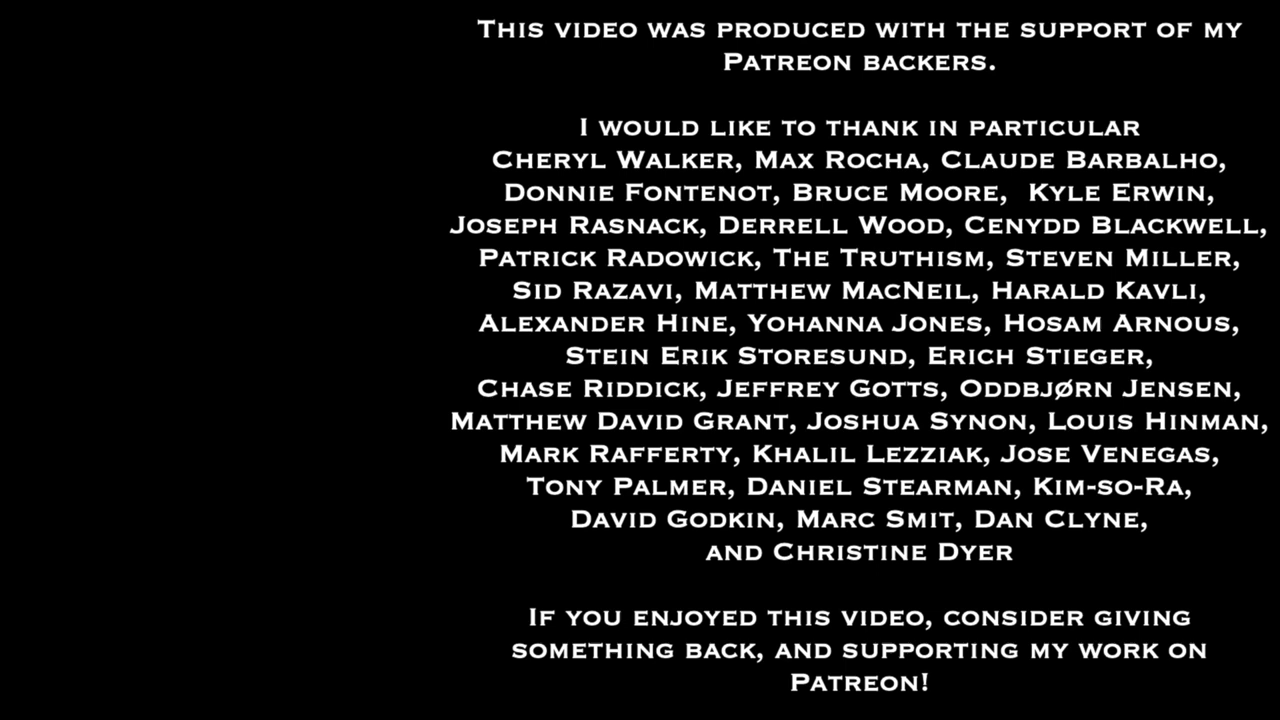 This video was produced with the support of my
Patreon backers.
I would like to thank in particular
Cheryl Walker, Max Rocha, Claude Barbalho,
Donnie Fontenot, Bruce Moore,  Kyle Erwin,
Joseph Rasnack, Derrell Wood, Cenydd Blackwell,
Patrick Radowick, The Truthism, Steven Miller,
Sid Razavi, Matthew MacNeil, Harald Kavli,
Alexander Hine, Yohanna Jones, Hosam Arnous,
Stein Erik Storesund, Erich Stieger,
Chase Riddick, Jeffrey Gotts, Oddbjørn Jensen,
Matthew David Grant, Joshua Synon, Louis Hinman,
Mark Rafferty, Khalil Lezziak, Jose Venegas,
Tony Palmer, Daniel Stearman, Kim-so-Ra,
David Godkin, Marc Smit, Dan Clyne,
and Christine Dyer
If you enjoyed this video, consider giving
something back, and supporting my work on
Patreon!